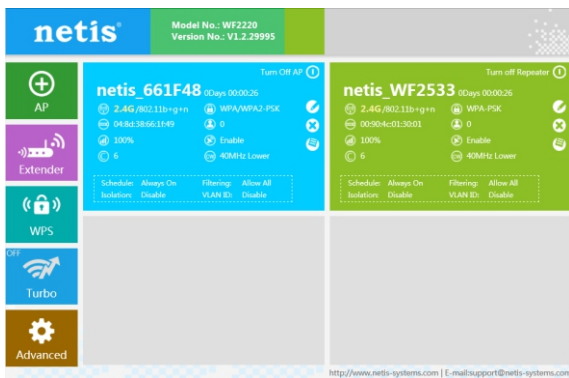 netis
Model No.: WF2220
Version No.: V1.2.29995
AP
Extender
WPS
OFF
Turbo
Advanced
Turn Off AP
netis_661F48 0Days 00:00:26
2.4G/802.11b+g+n WPA/WPA2-PSK
04:8d:38:66:1f:49 0
100% Enable
6 40MHz Lower
Schedule: Always On Filtering: Allow All
Isolation: Disable VLAN ID: Disable
Turn off Repeater
netis_WF2533 0Days 00:00:26
2.4G/802.11b+g+n WPA-PSK
00:90:4c:01:30:01 0
100% Enable
6 40MHz Lower
Schedule: Always On Filtering: Allow All
Isolation: Disable VLAN ID: Disable
http://www.netis-systems.com | E-mail:support@netis-systems.com